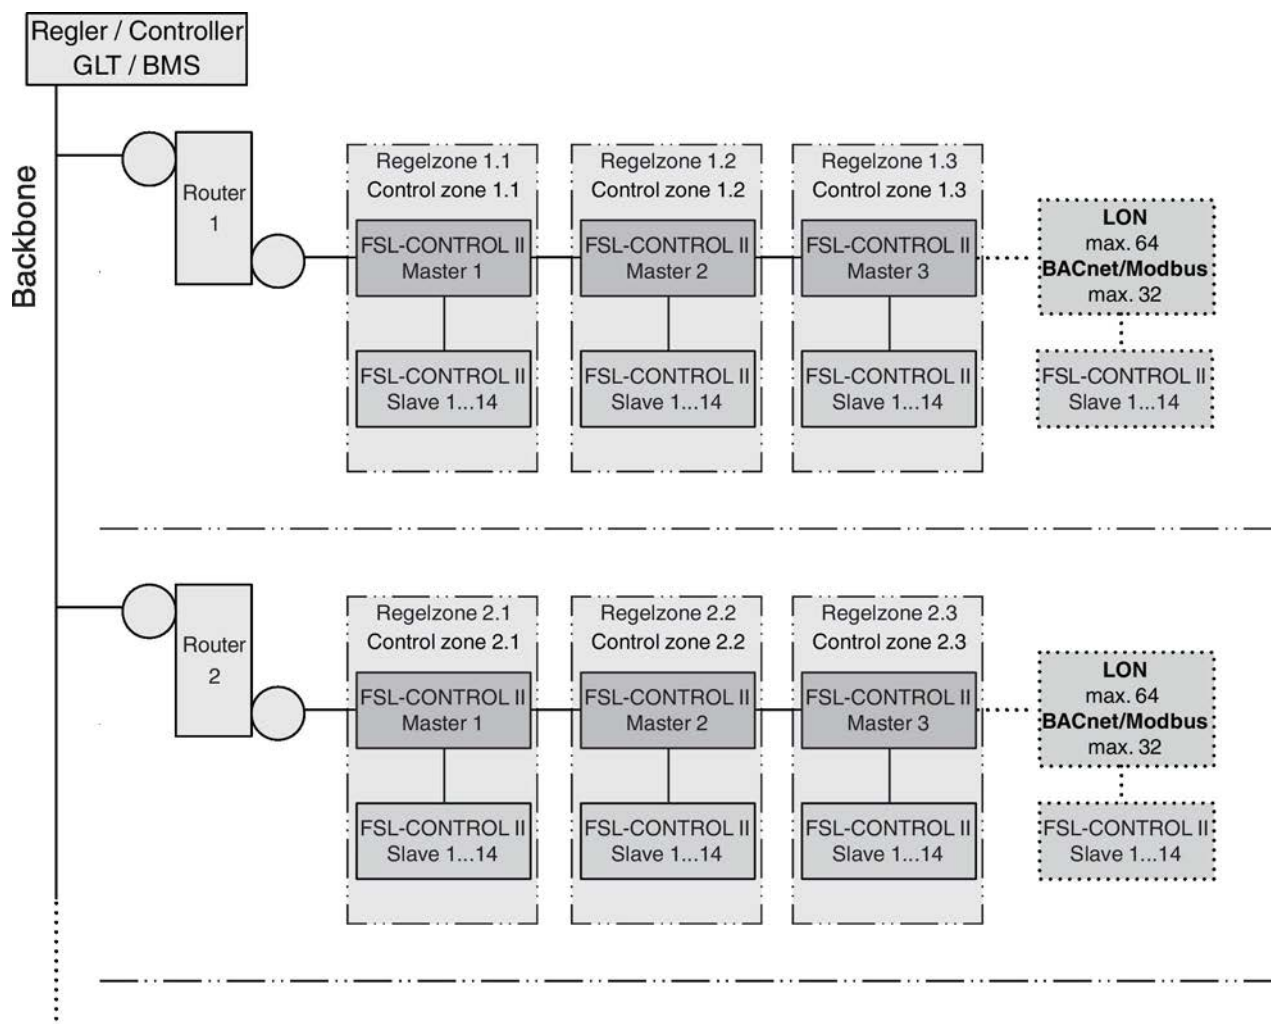 Regler / Controller
GLT / BMS
Backbone
Router
1
Regelzone 1.1
Control zone 1.1
FSL-CONTROL II
Master 1
FSL-CONTROL II
Slave 1...14
Regelzone 1.2
Control zone 1.2
FSL-CONTROL II
Master 2
FSL-CONTROL II
Slave 1...14
Regelzone 1.3
Control zone 1.3
FSL-CONTROL II
Master 3
FSL-CONTROL II
Slave 1...14
LON
max. 64
BACnet/Modbus
max. 32
FSL-CONTROL II
Slave 1...14
Router
2
Regelzone 2.1
Control zone 2.1
FSL-CONTROL II
Master 1
FSL-CONTROL II
Slave 1...14
Regelzone 2.2
Control zone 2.2
FSL-CONTROL II
Master 2
FSL-CONTROL II
Slave 1...14
Regelzone 2.3
Control zone 2.3
FSL-CONTROL II
Master 3
FSL-CONTROL II
Slave 1...14
LON
max. 64
BACnet/Modbus
max. 32
FSL-CONTROL II
Slave 1...14